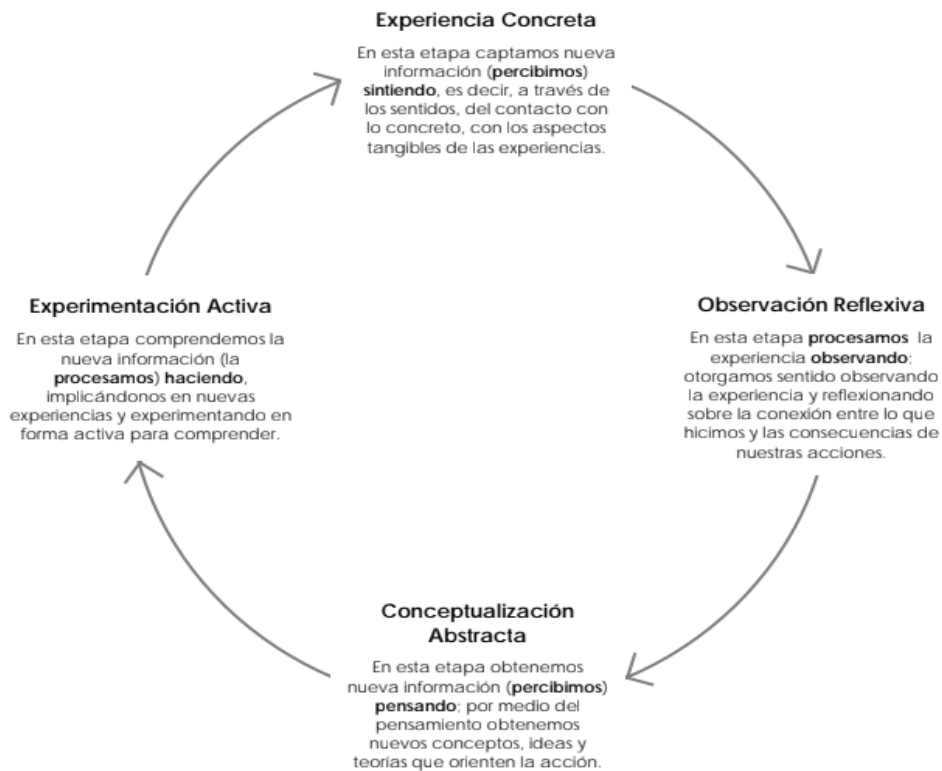 Experiencia Concreta
En esta etapa captamos nueva
información (percibimos)
sintiendo, es decir, a través de
los sentidos, del contacto con
lo concreto, con los aspectos
tangibles de las experiencias.
Observación Reflexiva
En esta etapa procesamos la
experiencia observando;
otorgamos sentido observando
la experiencia y reflexionando
sobre la conexión entre lo que
hicimos y las consecuencias de
nuestras acciones.
Conceptualización
Abstracta
En esta etapa obtenemos
nueva información (percibimos)
pensando; por medio del
pensamiento obtenemos
nuevos conceptos, ideas y
teorías que orienten la acción.
Experimentación Activa
En esta etapa comprendemos la
nueva información (la
procesamos) haciendo,
implicándonos en nuevas
experiencias y experimentando en
forma activa para comprender.